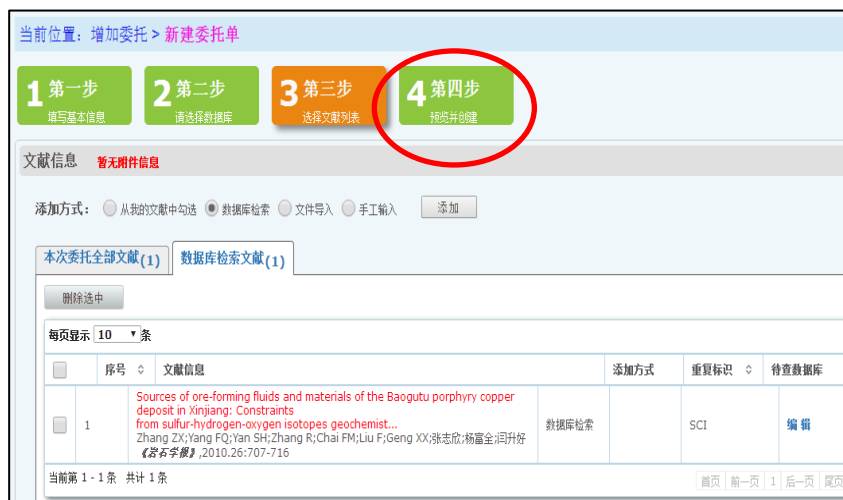 当前位置：增加委托 > 新建委托单
1 第一步 2 第二步 3 第三步 4 第四步
填写基本信息 请选择数据库 选择文献列表 预览并创建
文献信息 暂无附件信息
添加方式： 从我的文献中勾选 数据库检索 文件导入 手工输入 添加
本次委托全部文献(1) 数据库检索文献(1)
删除选中
每页显示 10 条
序号 文献信息 添加方式 重复标识 待查数据库
Sources of ore-forming fluids and materials of the Baogutu porphyry copper
deposit in Xinjiang: Constraints
from sulfur-hydrogen-oxygen isotopes geochemist...
1 Zhang ZX;Yang FQ;Yan SH;Zhang R;Chai FM;Liu F;Geng XX;张志欣;杨富全;闫升好 数据库检索 SCI 编 辑
《岩石学报》,2010.26:707-716
当前第 1 - 1 条 共计 1 条 首页 前一页 1 后一页 尾页